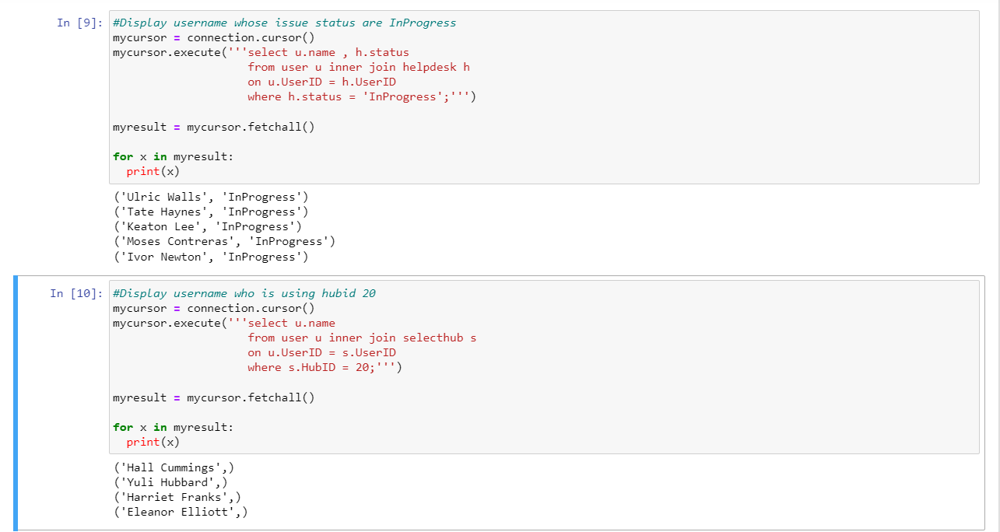 In [9]: #Display username whose issue status are InProgress
mycursor = connection.cursor()
mycursor.execute('''select u.name , h.status
                    from user u inner join helpdesk h
                    on u.UserID = h.UserID
                    where h.status = 'InProgress';''')

myresult = mycursor.fetchall()

for x in myresult:
  print(x)
('Ulric Walls', 'InProgress')
('Tate Haynes', 'InProgress')
('Keaton Lee', 'InProgress')
('Moses Contreras', 'InProgress')
('Ivor Newton', 'InProgress')
In [10]: #Display username who is using hubid 20
mycursor = connection.cursor()
mycursor.execute('''select u.name
                    from user u inner join selecthub s
                    on u.UserID = s.UserID
                    where s.HubID = 20;''')

myresult = mycursor.fetchall()

for x in myresult:
  print(x)
('Hall Cummings',)
('Yuli Hubbard',)
('Harriet Franks',)
('Eleanor Elliott',)